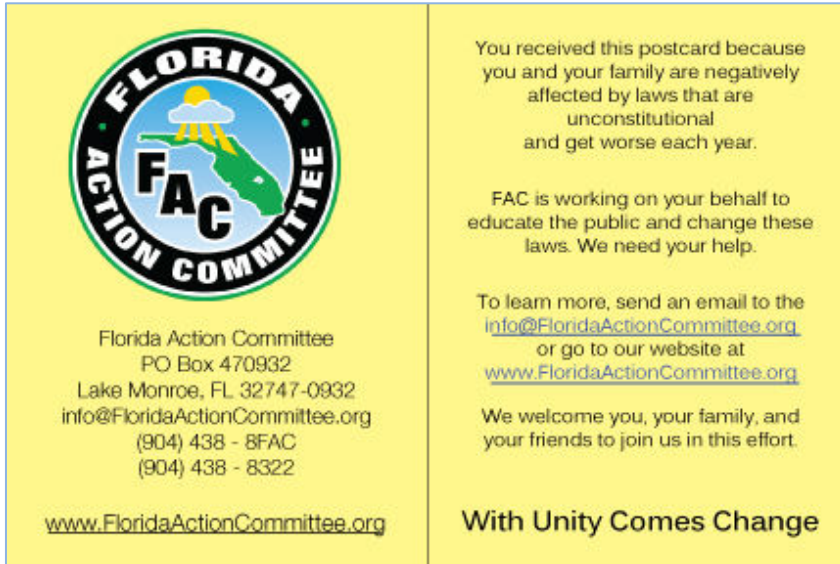 FLORIDA
ACTION COMMITTEE
FAC
Florida Action Committee
PO Box 470932
Lake Monroe, FL 32747-0932
info@FloridaActionCommittee.org
(904) 438 - 8FAC
(904) 438 - 8322
www.FloridaActionCommittee.org
You received this postcard because
you and your family are negatively
affected by laws that are
unconstitutional
and get worse each year.
FAC is working on your behalf to
educate the public and change these
laws. We need your help.
To learn more, send an email to the
info@FloridaActionCommittee.org
or go to our website at
www.FloridaActionCommittee.org
We welcome you, your family, and
your friends to join us in this effort.
With Unity Comes Change